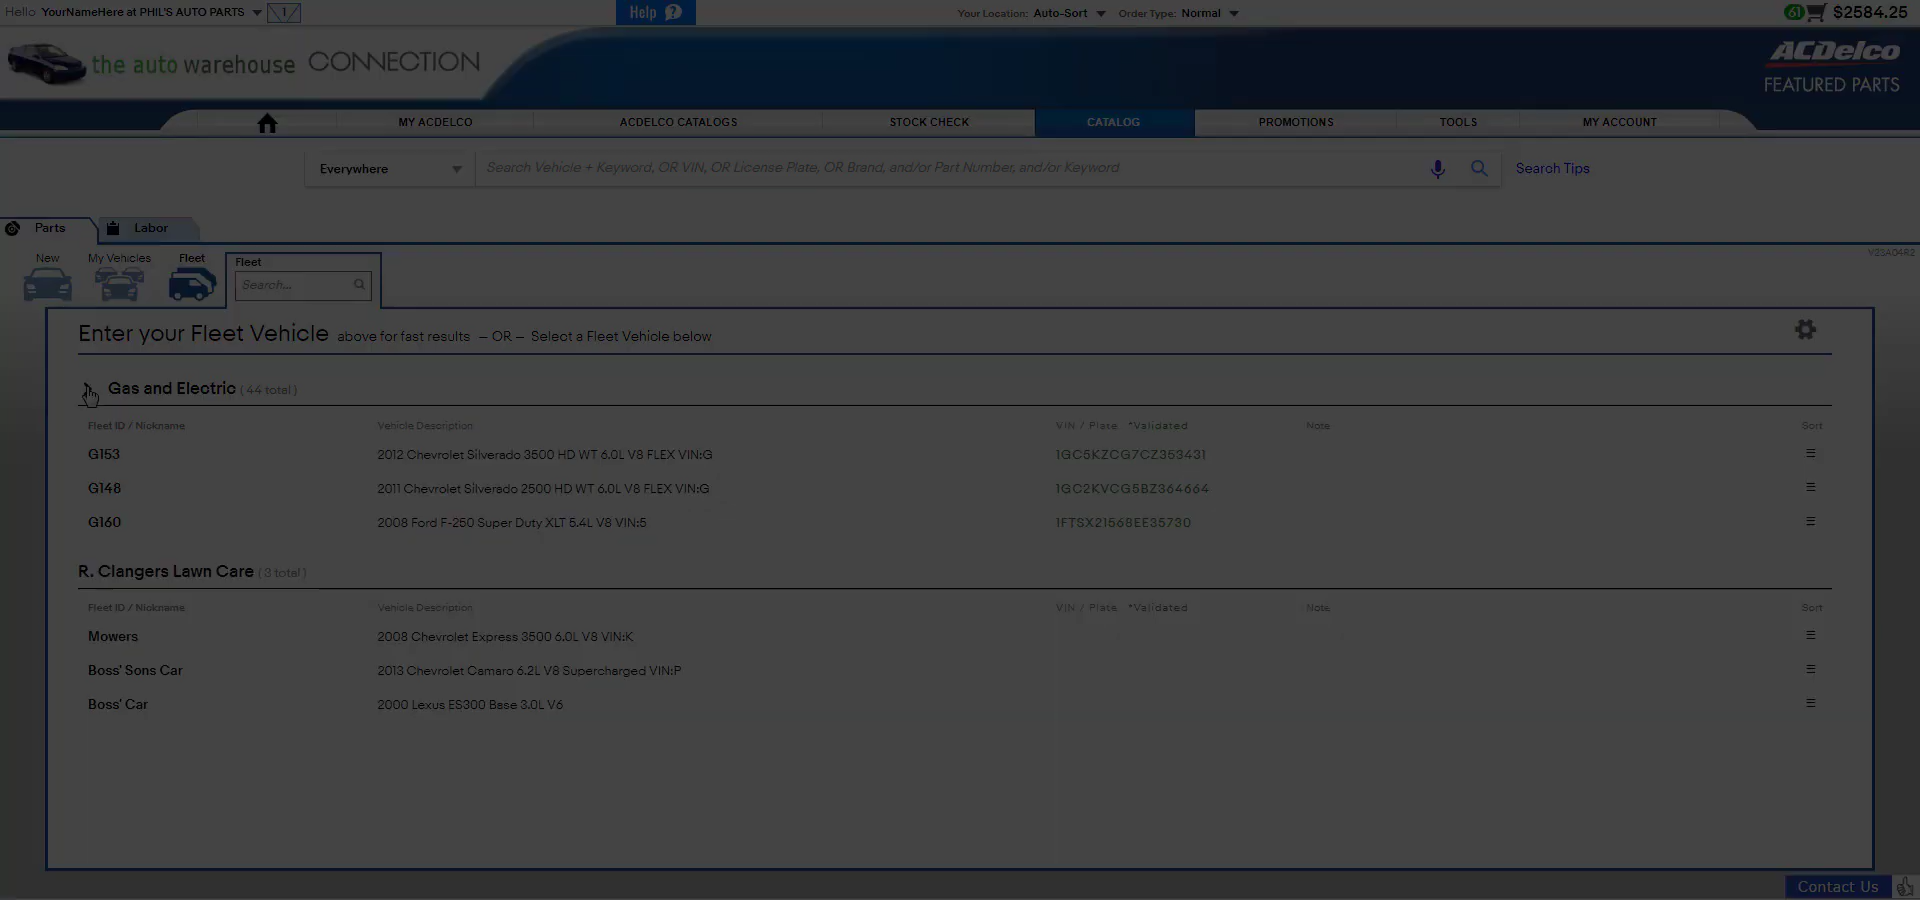 Hello YourNameHere at PHIL'S AUTO PARTS 1
Help ?
Your Location: Auto-Sort Order Type: Normal
61 $2584.25
the auto warehouse CONNECTION
ACDelco
FEATURED PARTS
MY ACDELCO ACDELCO CATALOGS STOCK CHECK CATALOG PROMOTIONS TOOLS MY ACCOUNT
Everywhere Search Vehicle + Keyword, OR VIN, OR License Plate, OR Brand, and/or Part Number, and/or Keyword Search Tips
Parts Labor
V23A04R2
New My Vehicles Fleet Fleet
Search...
Enter your Fleet Vehicle above for fast results – OR – Select a Fleet Vehicle below
Gas and Electric ( 44 total )
Fleet ID / Nickname Vehicle Description VIN / Plate *Validated Note Sort
G153 2012 Chevrolet Silverado 3500 HD WT 6.0L V8 FLEX VIN:G 1GC5KZCG7CZ353431
G148 2011 Chevrolet Silverado 2500 HD WT 6.0L V8 FLEX VIN:G 1GC2KVCG5BZ364664
G160 2008 Ford F-250 Super Duty XLT 5.4L V8 VIN:5 1FTSX21568EE35730
R. Clangers Lawn Care ( 3 total )
Fleet ID / Nickname Vehicle Description VIN / Plate *Validated Note Sort
Mowers 2008 Chevrolet Express 3500 6.0L V8 VIN:K
Boss' Sons Car 2013 Chevrolet Camaro 6.2L V8 Supercharged VIN:P
Boss' Car 2000 Lexus ES300 Base 3.0L V6
Contact Us